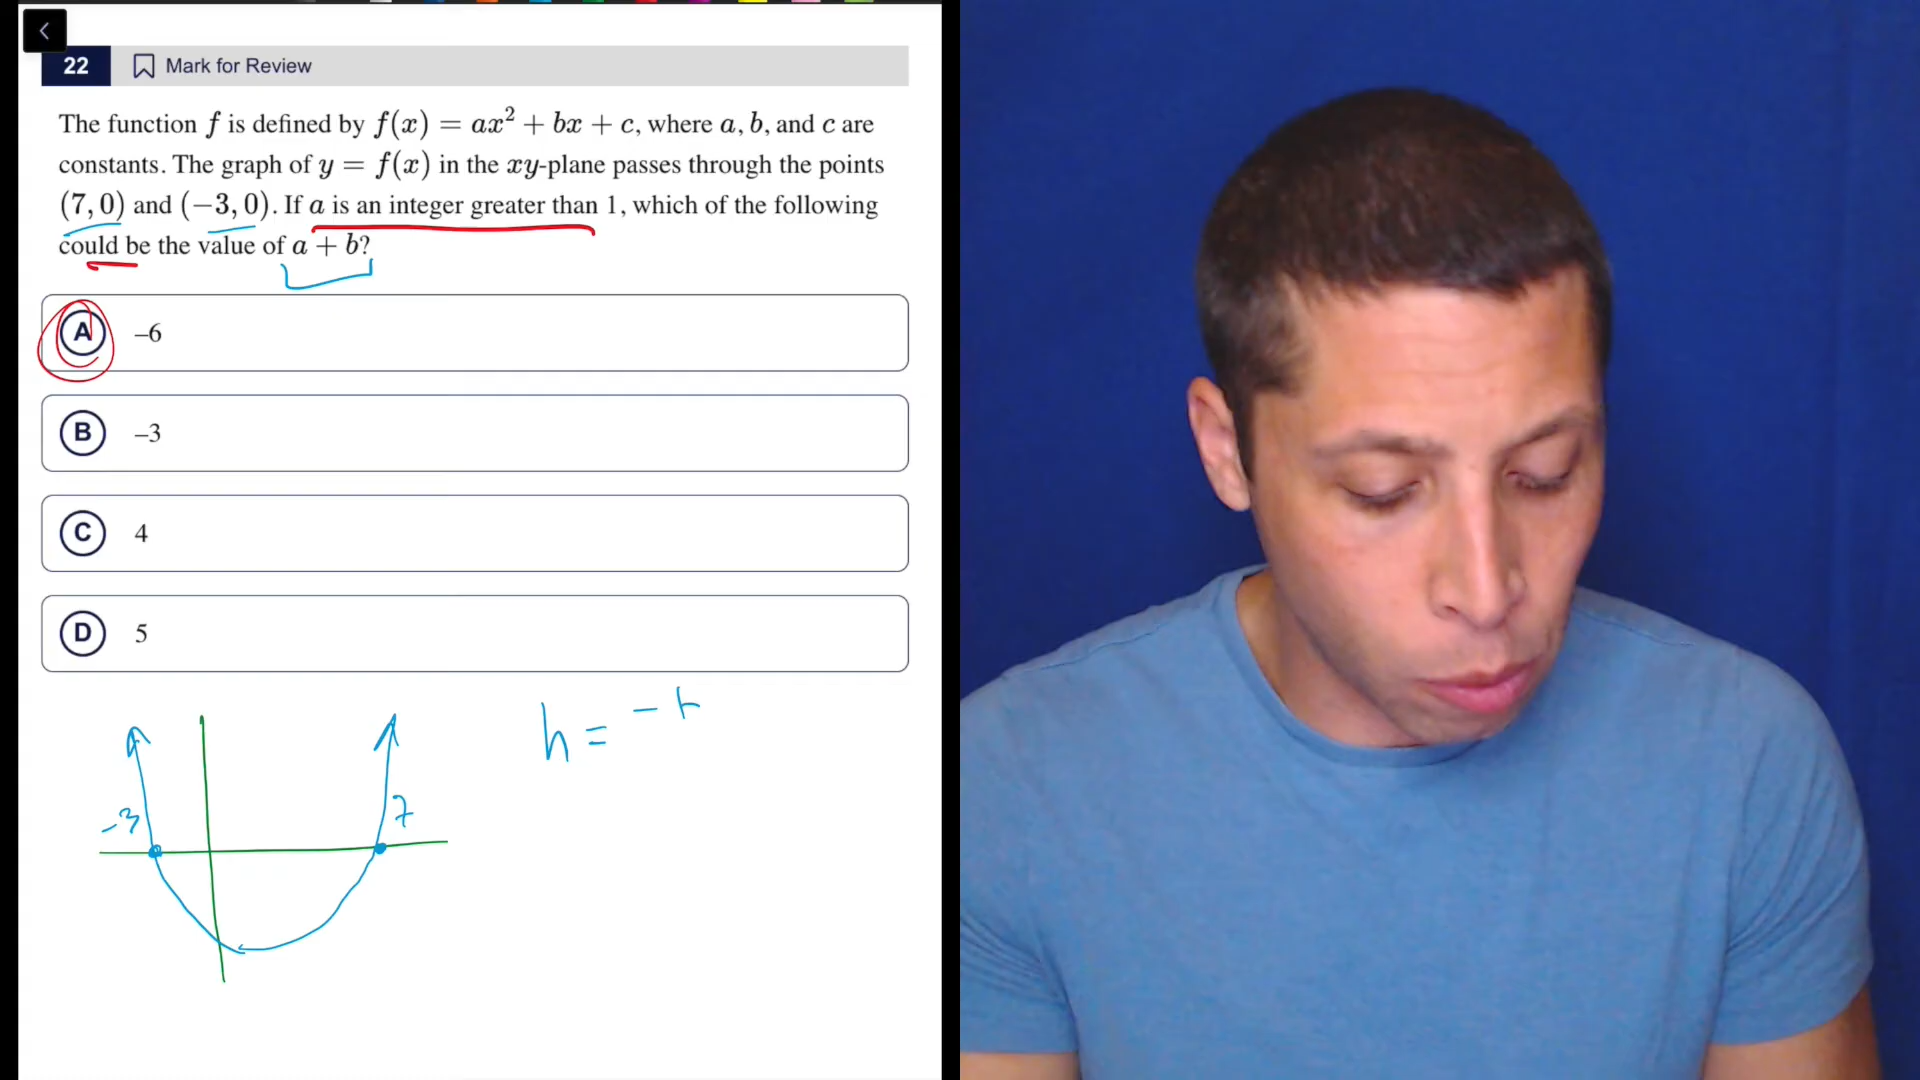 22 Mark for Review
The function f is defined by f(x) = ax² + bx + c, where a, b, and c are
constants. The graph of y = f(x) in the xy-plane passes through the points
(7, 0) and (−3, 0). If a is an integer greater than 1, which of the following
could be the value of a + b?
A –6
B –3
C 4
D 5
h = –
-3
7